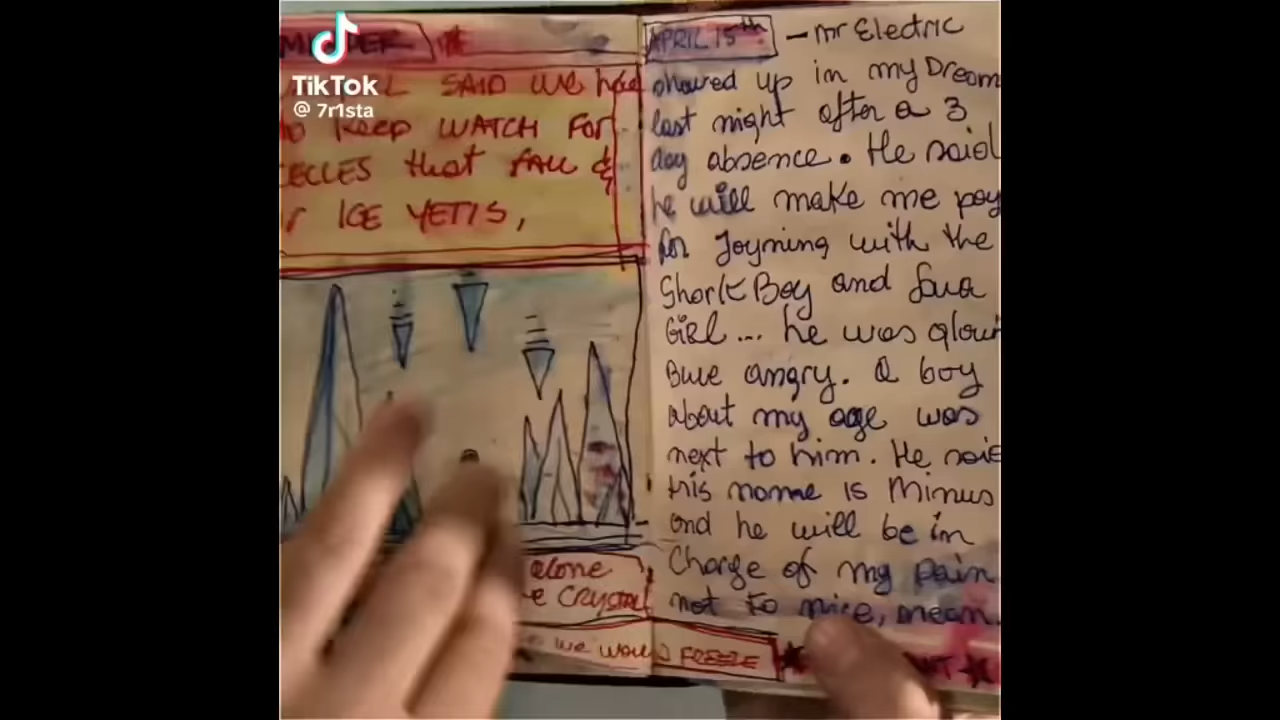 TikTok
@ 7r1sta
SAID we had
KEEP WATCH FOR
that FALL &
ICE YETIS,
alone
CRYSTAL
we would FREEZE
APRIL 15th – mr Electric
showed up in my Dream
last night after a 3
day absence. He said
he will make me pay
for Joyning with the
Shark Boy and Lava
Girl... he was glowi
Blue angry. a boy
about my age was
next to him. He said
his name is Minus
and he will be in
Charge of my pain
not to nice, mean.